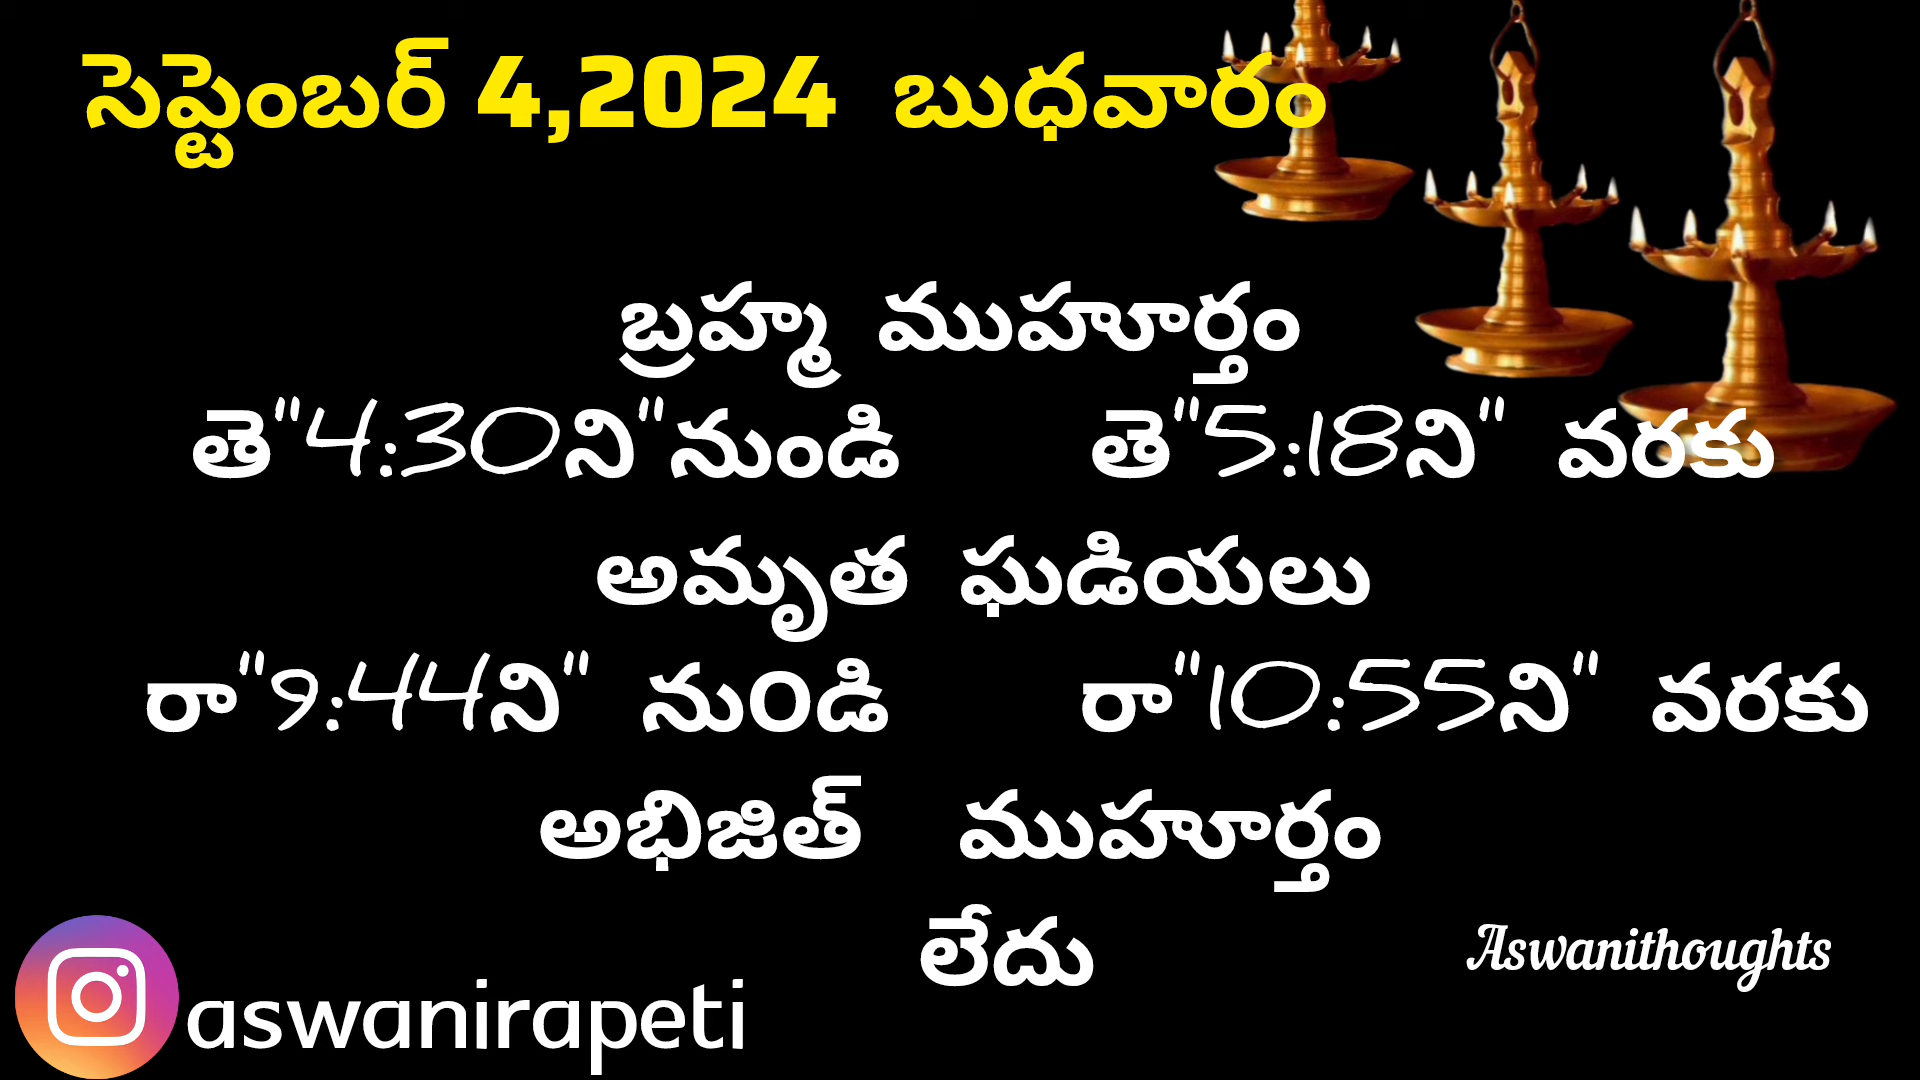 సెప్టెంబర్ 4,2024 బుధవారం
బ్రహ్మ ముహూర్తం
తె"4:30ని"నుండి తె"5:18ని" వరకు
అమృత ఘడియలు
రా"9:44ని" నుండి రా"10:55ని" వరకు
అభిజిత్ ముహూర్తం
లేదు
Aswanithoughts
aswanirapeti